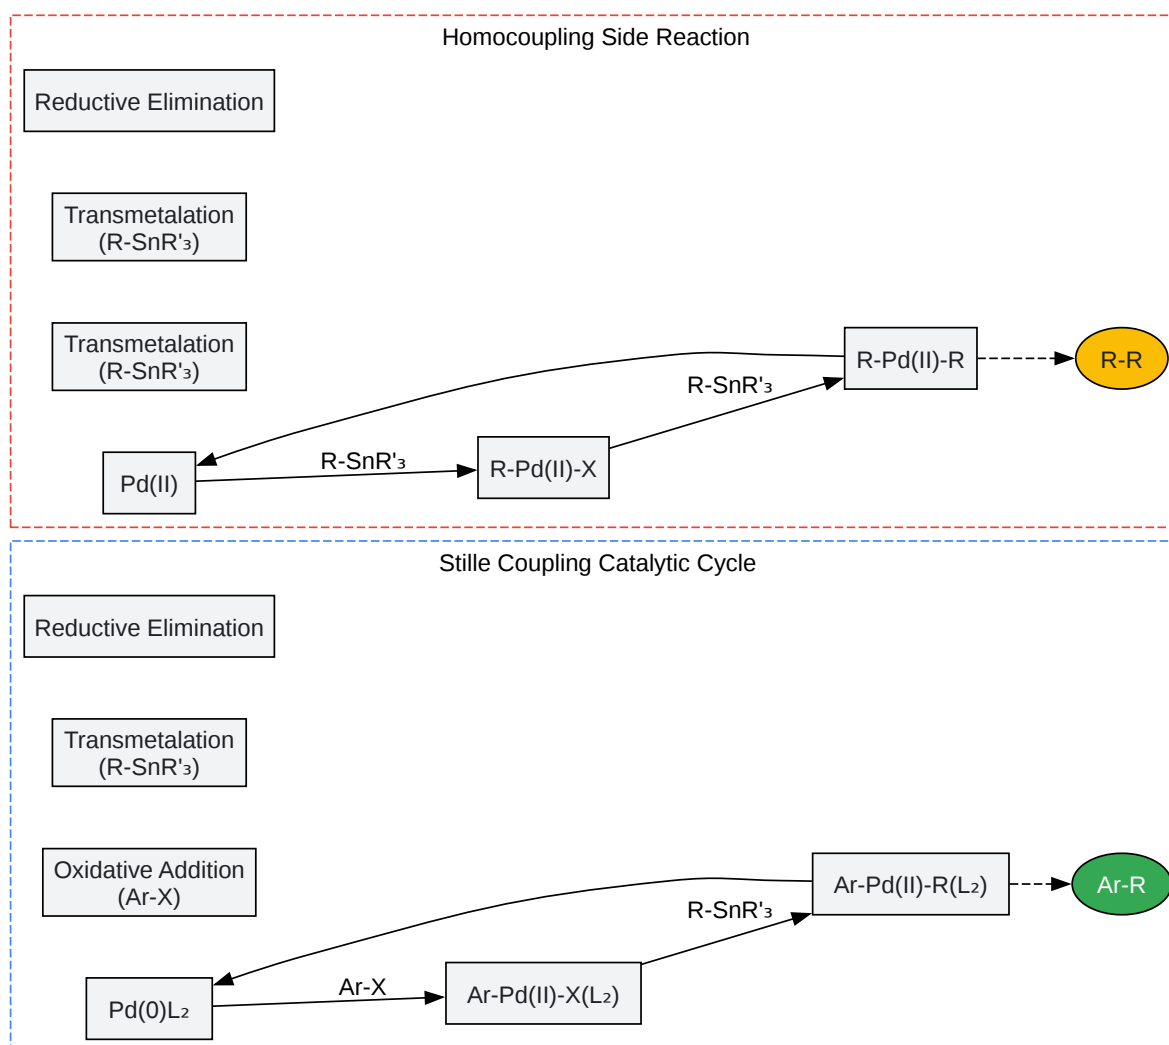 Homocoupling Side Reaction
Reductive Elimination
Transmetalation
(R-SnR'₃)
Transmetalation
(R-SnR'₃)
R-Pd(II)-R
R-R
R-SnR'₃
R-SnR'₃
R-Pd(II)-X
Pd(II)
Stille Coupling Catalytic Cycle
Reductive Elimination
Transmetalation
(R-SnR'₃)
Oxidative Addition
(Ar-X)
Ar-Pd(II)-R(L₂)
Ar-R
R-SnR'₃
Ar-X
Ar-Pd(II)-X(L₂)
Pd(0)L₂